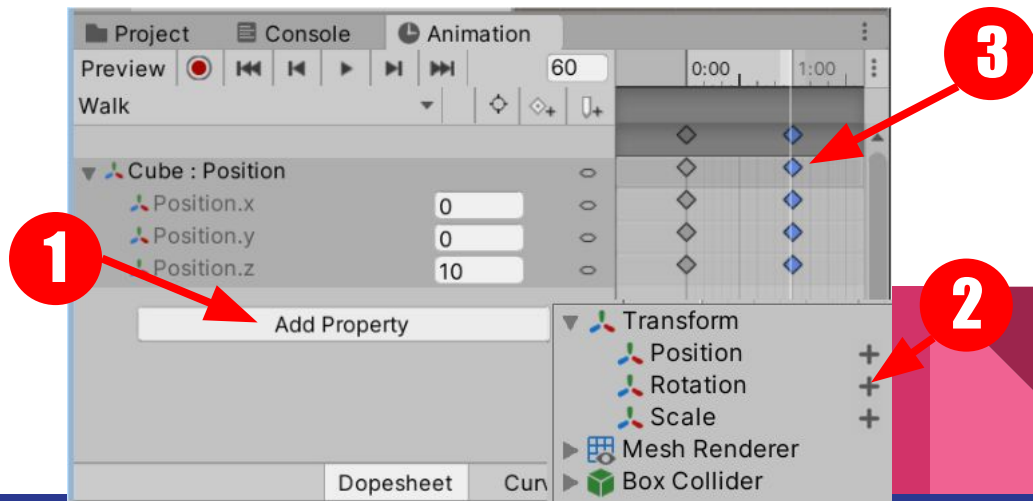 Project Console Animation
Preview 60 0:00 1:00
Walk
Cube : Position
Position.x 0
Position.y 0
Position.z 10
Add Property
Transform
Position
Rotation
Scale
Mesh Renderer
Box Collider
Dopesheet
1
2
3